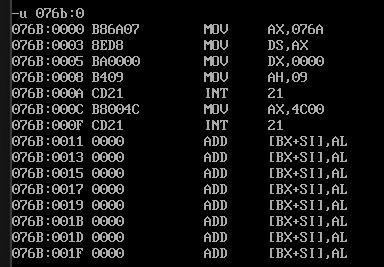 -u 076b:0
076B:0000 B86A07 MOV AX,076A
076B:0003 8ED8 MOV DS,AX
076B:0005 BA0000 MOV DX,0000
076B:0008 B409 MOV AH,09
076B:000A CD21 INT 21
076B:000C B8004C MOV AX,4C00
076B:000F CD21 INT 21
076B:0011 0000 ADD [BX+SI],AL
076B:0013 0000 ADD [BX+SI],AL
076B:0015 0000 ADD [BX+SI],AL
076B:0017 0000 ADD [BX+SI],AL
076B:0019 0000 ADD [BX+SI],AL
076B:001B 0000 ADD [BX+SI],AL
076B:001D 0000 ADD [BX+SI],AL
076B:001F 0000 ADD [BX+SI],AL